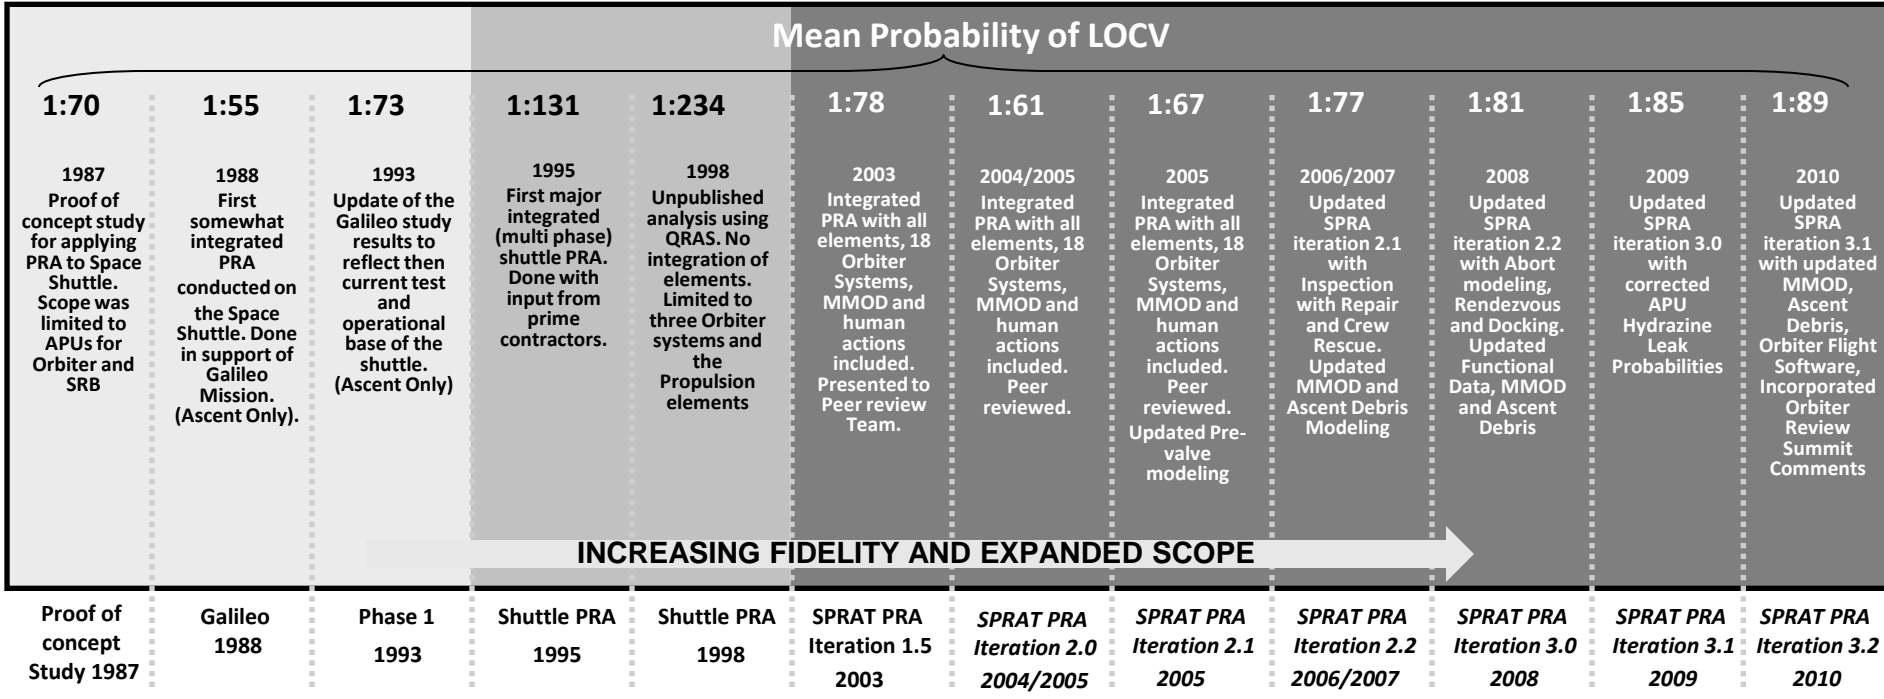 Mean Probability of LOCV
1:70
1987
Proof of
concept study
for applying
PRA to Space
Shuttle.
Scope was
limited to
APUs for
Orbiter and
SRB
1:55
1988
First
somewhat
integrated
PRA
conducted on
the Space
Shuttle. Done
in support of
Galileo
Mission.
(Ascent Only).
1:73
1993
Update of the
Galileo study
results to
reflect then
current test
and
operational
base of the
shuttle.
(Ascent Only)
1:131
1995
First major
integrated
(multi phase)
shuttle PRA.
Done with
input from
prime
contractors.
1:234
1998
Unpublished
analysis using
QRAS. No
integration of
elements.
Limited to
three Orbiter
systems and
the
Propulsion
elements
1:78
2003
Integrated
PRA with all
elements, 18
Orbiter
Systems,
MMOD and
human
actions
included.
Presented to
Peer review
Team.
1:61
2004/2005
Integrated
PRA with all
elements, 18
Orbiter
Systems,
MMOD and
human
actions
included.
Peer
reviewed.
1:67
2005
Integrated
PRA with all
elements, 18
Orbiter
Systems,
MMOD and
human
actions
included.
Peer
reviewed.
Updated Pre-
valve
modeling
1:77
2006/2007
Updated
SPRA
iteration 2.1
with
Inspection
with Repair
and Crew
Rescue.
Updated
MMOD and
Ascent Debris
Modeling
1:81
2008
Updated
SPRA
iteration 2.2
with Abort
modeling,
Rendezvous
and Docking.
Updated
Functional
Data, MMOD
and Ascent
Debris
1:85
2009
Updated
SPRA
iteration 3.0
with
corrected
APU
Hydrazine
Leak
Probabilities
1:89
2010
Updated
SPRA
iteration 3.1
with updated
MMOD,
Ascent
Debris,
Orbiter Flight
Software,
Incorporated
Orbiter
Review
Summit
Comments
INCREASING FIDELITY AND EXPANDED SCOPE
Proof of
concept
Study 1987
Galileo
1988
Phase 1
1993
Shuttle PRA
1995
Shuttle PRA
1998
SPRAT PRA
Iteration 1.5
2003
SPRAT PRA
Iteration 2.0
2004/2005
SPRAT PRA
Iteration 2.1
2005
SPRAT PRA
Iteration 2.2
2006/2007
SPRAT PRA
Iteration 3.0
2008
SPRAT PRA
Iteration 3.1
2009
SPRAT PRA
Iteration 3.2
2010